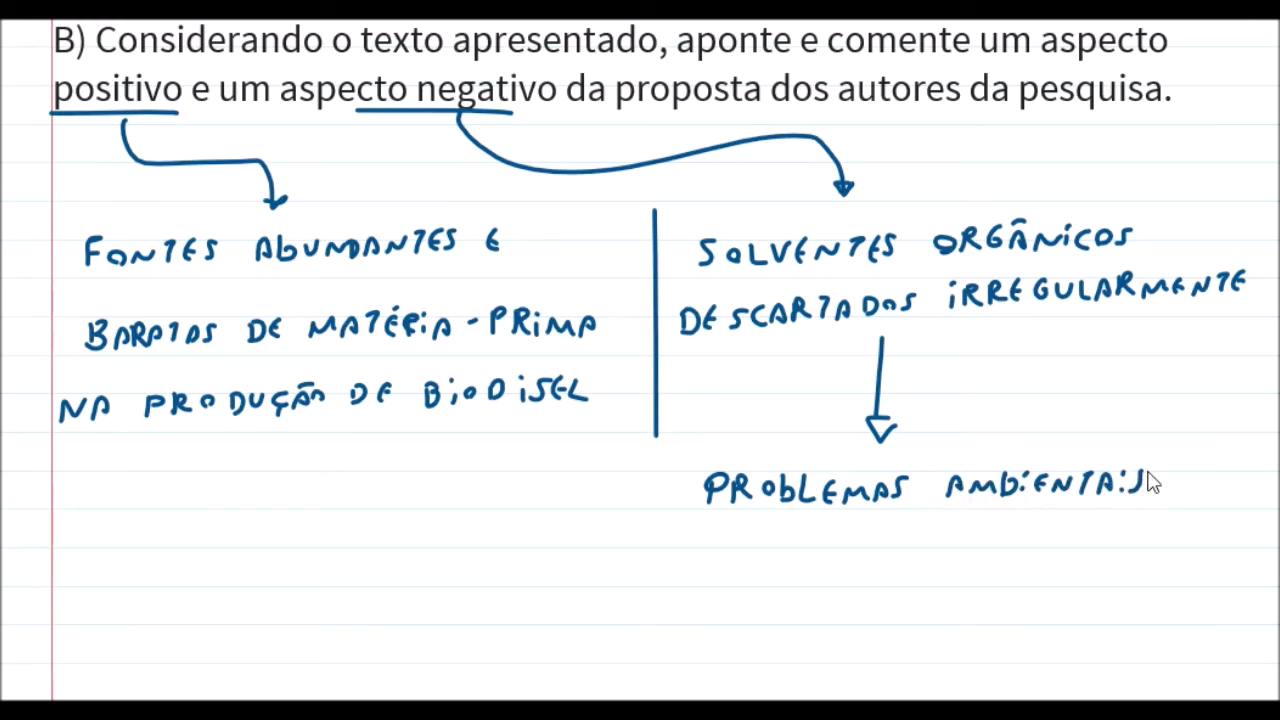 B) Considerando o texto apresentado, aponte e comente um aspecto
positivo e um aspecto negativo da proposta dos autores da pesquisa.
FONTES ABUNDANTES E
BARATAS DE MATÉRIA-PRIMA
NA PRODUÇÃO DE BIODISEL
SOLVENTES ORGÂNICOS
DESCARTADOS IRREGULARMENTE
PROBLEMAS AMBIENTAIS